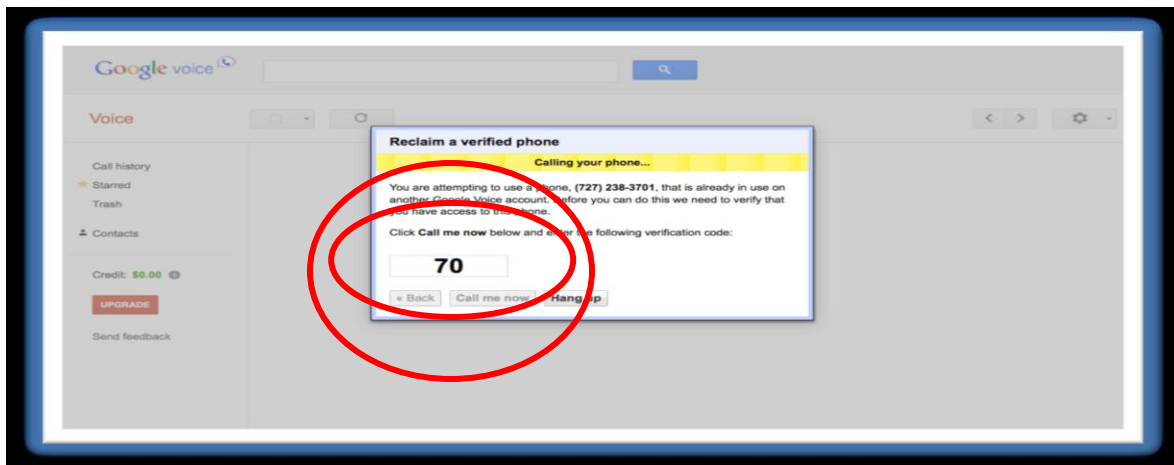 Google voice
Voice
Reclaim a verified phone
Calling your phone...
Call history
You are attempting to use a phone, (727) 238-3701, that is already in use on
Starred
another Google Voice account. Before you can do this we need to verify that
Trash
you have access to this phone.
Contacts
Click Call me now below and enter the following verification code:
70
Credit: $0.00
« Back Call me now Hang up
UPGRADE
Send feedback